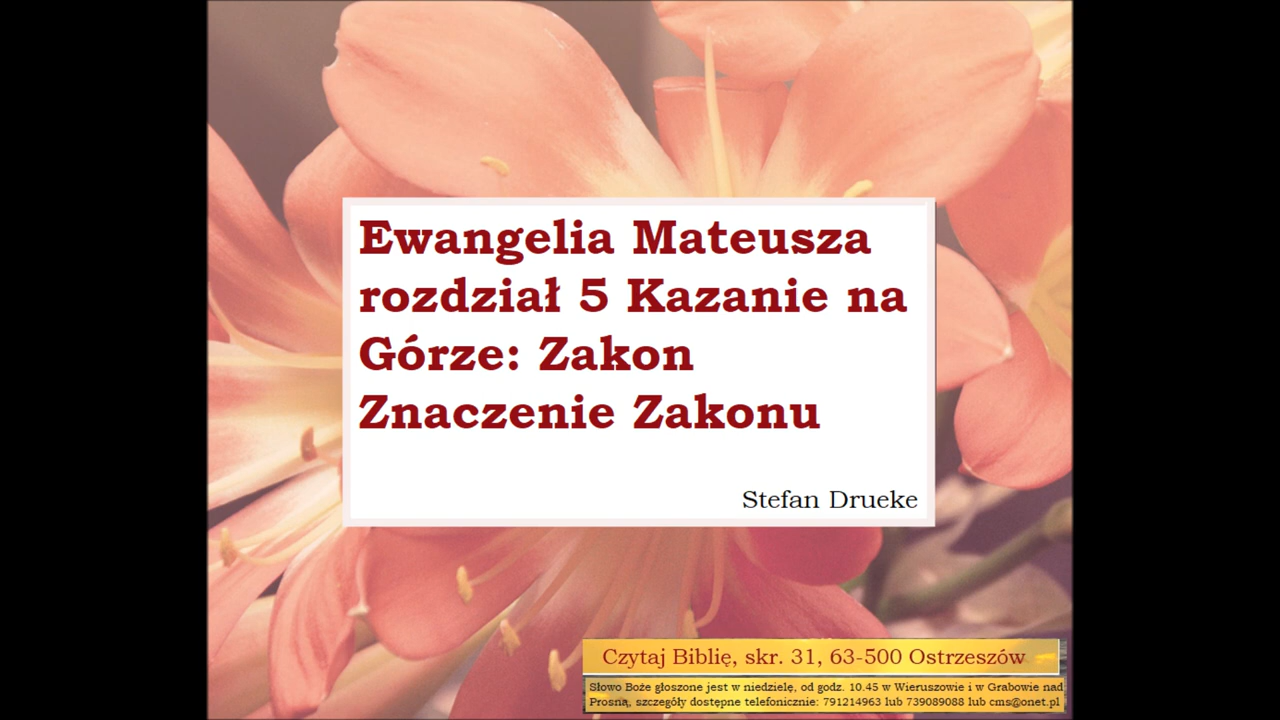 Ewangelia Mateusza
rozdział 5 Kazanie na
Górze: Zakon
Znaczenie Zakonu
Stefan Drueke
Czytaj Biblię, skr. 31, 63-500 Ostrzeszów
Słowo Boże głoszone jest w niedzielę, od godz. 10.45 w Wieruszowie i w Grabowie nad
Prosną, szczegóły dostępne telefonicznie: 791214963 lub 739089088 lub cms@onet.pl